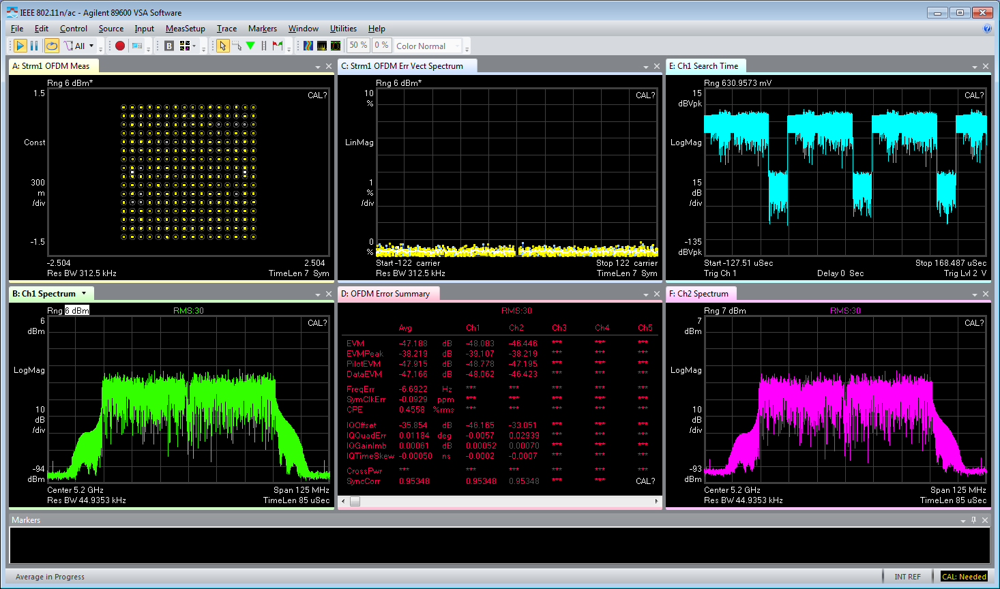 IEEE 802.11n/ac - Agilent 89600 VSA Software
File Edit Control Source Input MeasSetup Trace Markers Window Utilities Help
All B 50 % 0 % Color Normal
A: Strm1 OFDM Meas
Rng 6 dBm*
1.5
CAL?
Const
300
m
/div
-1.5
-2.504 2.504
Res BW 312.5 kHz TimeLen 7 Sym
C: Strm1 OFDM Err Vect Spectrum
Rng 6 dBm*
10
%
CAL?
LinMag
1
%
/div
0
%
Start -122 carrier Stop 122 carrier
Res BW 312.5 kHz TimeLen 7 Sym
E: Ch1 Search Time
Rng 630.9573 mV
15
dBVpk
CAL?
LogMag
15
dB
/div
-135
dBVpk
Start -127.51 uSec Stop 168.487 uSec
Trig Ch 1 Delay 0 Sec Trig Lvl 2 V
B: Ch1 Spectrum
Rng 6 dBm RMS:30
6
dBm
CAL?
LogMag
10
dB
/div
-94
dBm
Center 5.2 GHz Span 125 MHz
Res BW 44.9353 kHz TimeLen 85 uSec
D: OFDM Error Summary
RMS:30
Avg Ch1 Ch2 Ch3 Ch4 Ch5
EVM -47.188 dB -48.083 -46.446 *** *** ***
EVMPeak -38.219 dB -39.107 -38.219 *** *** ***
PilotEVM -47.915 dB -48.778 -47.195 *** *** ***
DataEVM -47.166 dB -48.062 -46.423 *** *** ***
FreqErr -6.6922 Hz *** *** *** *** ***
SymClkErr -0.0929 ppm *** *** *** *** ***
CPE 0.4558 %rms *** *** *** *** ***
IQOffset -35.854 dB -46.165 -33.051 *** *** ***
IQQuadErr 0.01184 deg -0.0057 0.02939 *** *** ***
IQGainImb 0.00061 dB 0.00052 0.00070 *** *** ***
IQTimeSkew -0.00050 ns -0.0002 -0.0007 *** *** ***
CrossPwr *** *** *** *** *** ***
SyncCorr 0.95348 0.95348 0.95348 *** *** CAL?
F: Ch2 Spectrum
Rng 7 dBm RMS:30
7
dBm
CAL?
LogMag
10
dB
/div
-93
dBm
Center 5.2 GHz Span 125 MHz
Res BW 44.9353 kHz TimeLen 85 uSec
Markers
Average in Progress INT REF CAL: Needed